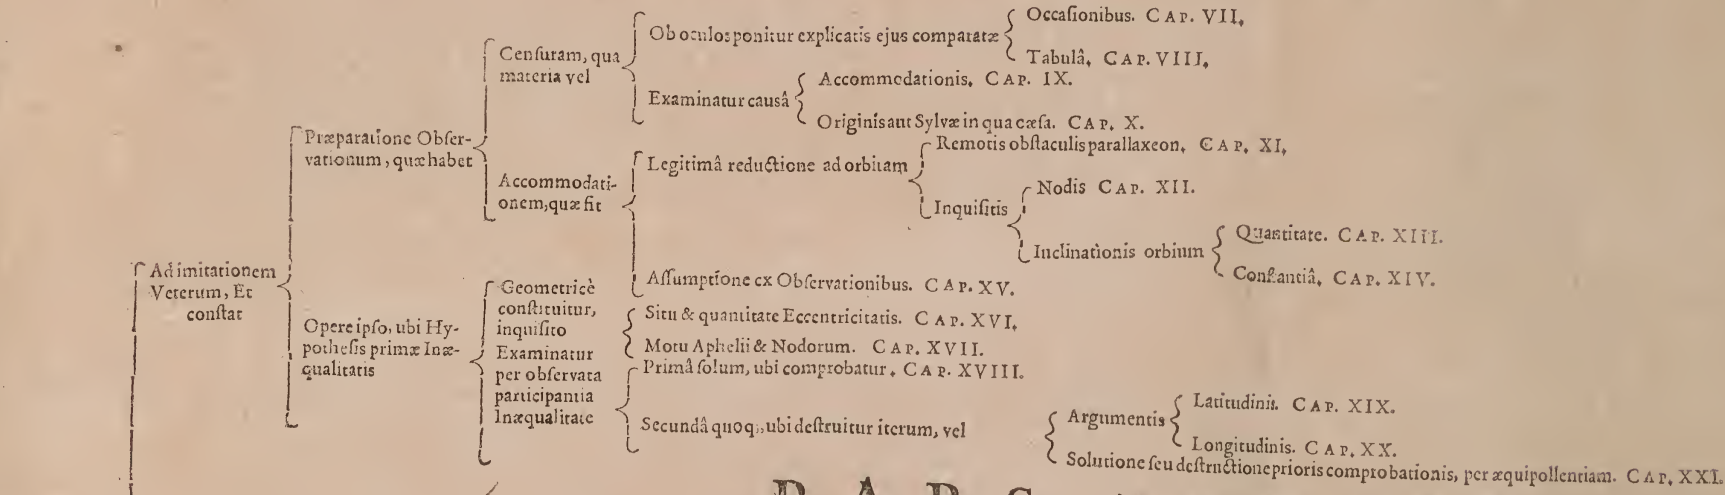 Occaſionibus. CAP. VII.
Ob oculos ponitur explicatis ejus comparatæ
Cenſuram, qua
materia vel
Tabulâ, CAP. VIII.
Accommodationis. CAP. IX.
Examinatur causâ
Originis aut Sylvæ in qua cæſa. CAP. X.
Præparatione Obſer-
vationum, quæ habet
Remotis obſtaculis parallaxeon, CAP. XI.
Legitimâ reductione ad orbitam
Accommodati-
onem, quæ fit
Nodis CAP. XII.
Inquiſitis
Quantitate. CAP. XIII.
Inclinationis orbium
Conſtantiâ, CAP. XIV.
Aſſumptione ex Obſervationibus. CAP. XV.
Ad imitationem
Veterum, Et
conſtat
Geometricè
conſtituitur,
inquiſito
Situ & quantitate Eccentricitatis. CAP. XVI.
Motu Aphelii & Nodorum. CAP. XVII.
Opere ipſo, ubi Hy-
potheſis primæ Inæ-
qualitatis
Examinatur
per obſervata
participantia
Inæqualitate
Primâ ſolum, ubi comprobatur, CAP. XVIII.
Secundâ quoq;, ubi deſtruitur iterum, vel
Latitudinis. CAP. XIX.
Argumentis
Longitudinis. CAP. XX.
Solutione ſeu deſtructione prioris comprobationis, per æquipollentiam. CAP. XXI.
PARS